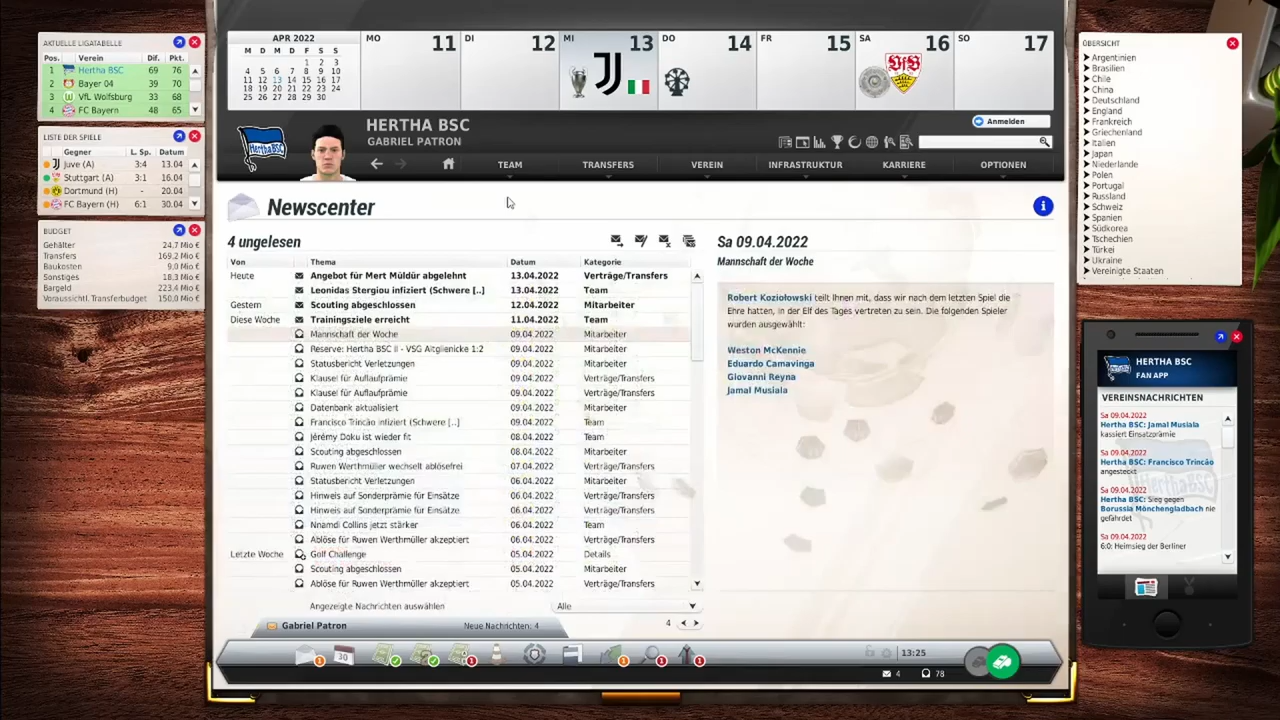 AKTUELLE LIGATABELLE
Pos. Verein Dif. Pkt.
1 Hertha BSC 69 76
2 Bayer 04 39 70
3 VfL Wolfsburg 33 68
4 FC Bayern 48 65
LISTE DER SPIELE
Gegner L. Sp. Datum
Juve (A) 3:4 13.04
Stuttgart (A) 3:1 16.04
Dortmund (H) - 20.04
FC Bayern (H) 6:1 30.04
BUDGET
Gehälter 24,7 Mio €
Transfers 169.2 Mio €
Baukosten 9,0 Mio €
Sonstiges 18,3 Mio €
Bargeld 223.4 Mio €
Voraussichtl. Transferbudget 150.0 Mio €
APR 2022
M D M D F S S
1 2 3
4 5 6 7 8 9 10
11 12 13 14 15 16 17
18 19 20 21 22 23 24
25 26 27 28 29 30
MO 11
DI 12
MI 13
DO 14
FR 15
SA 16
SO 17
HERTHA BSC
GABRIEL PATRON
Anmelden
TEAM TRANSFERS VEREIN INFRASTRUKTUR KARRIERE OPTIONEN
Newscenter
4 ungelesen
Von Thema Datum Kategorie
Heute Angebot für Mert Müldür abgelehnt 13.04.2022 Verträge/Transfers
Leonidas Stergiou infiziert (Schwere [..] 13.04.2022 Team
Gestern Scouting abgeschlossen 12.04.2022 Mitarbeiter
Diese Woche Trainingsziele erreicht 11.04.2022 Team
Mannschaft der Woche 09.04.2022 Mitarbeiter
Reserve: Hertha BSC II - VSG Altglienicke 1:2 09.04.2022 Mitarbeiter
Statusbericht Verletzungen 09.04.2022 Mitarbeiter
Klausel für Auflaufprämie 09.04.2022 Verträge/Transfers
Klausel für Auflaufprämie 09.04.2022 Verträge/Transfers
Datenbank aktualisiert 09.04.2022 Mitarbeiter
Francisco Trincão infiziert (Schwere [..] 09.04.2022 Team
Jérémy Doku ist wieder fit 08.04.2022 Team
Scouting abgeschlossen 08.04.2022 Mitarbeiter
Ruwen Werthmüller wechselt ablösefrei 07.04.2022 Verträge/Transfers
Statusbericht Verletzungen 06.04.2022 Mitarbeiter
Hinweis auf Sonderprämie für Einsätze 06.04.2022 Verträge/Transfers
Hinweis auf Sonderprämie für Einsätze 06.04.2022 Verträge/Transfers
Nnamdi Collins jetzt stärker 06.04.2022 Team
Ablöse für Ruwen Werthmüller akzeptiert 06.04.2022 Verträge/Transfers
Letzte Woche Golf Challenge 05.04.2022 Details
Scouting abgeschlossen 05.04.2022 Mitarbeiter
Ablöse für Ruwen Werthmüller akzeptiert 05.04.2022 Verträge/Transfers
Angezeigte Nachrichten auswählen Alle
Gabriel Patron Neue Nachrichten: 4
4
Sa 09.04.2022
Mannschaft der Woche
Robert Koziołowski teilt Ihnen mit, dass wir nach dem letzten Spiel die
Ehre hatten, in der Elf des Tages vertreten zu sein. Die folgenden Spieler
wurden ausgewählt:
Weston McKennie
Eduardo Camavinga
Giovanni Reyna
Jamal Musiala
30
13:25
4 78
ÜBERSICHT
Argentinien
Brasilien
Chile
China
Deutschland
England
Frankreich
Griechenland
Italien
Japan
Niederlande
Polen
Portugal
Russland
Schweiz
Spanien
Südkorea
Tschechien
Türkei
Ukraine
Vereinigte Staaten
HERTHA BSC
FAN APP
VEREINSNACHRICHTEN
Sa 09.04.2022
Hertha BSC: Jamal Musiala
kassiert Einsatzprämie
Sa 09.04.2022
Hertha BSC: Francisco Trincão
angesteckt
Sa 09.04.2022
Hertha BSC: Sieg gegen
Borussia Mönchengladbach nie
gefährdet
Sa 09.04.2022
6:0: Heimsieg der Berliner